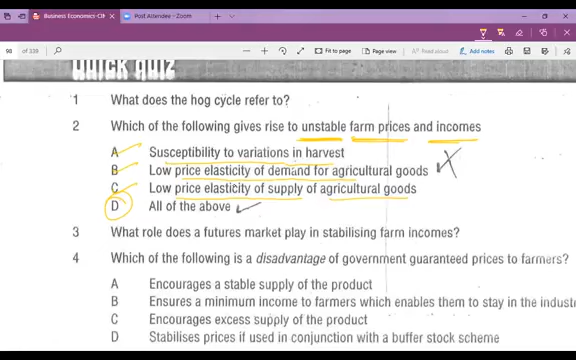 Business Economics-CM
Post Attendee - Zoom
98 of 339
Fit to page
Page view
Read aloud
Add notes
QUICK QUIZ
1 What does the hog cycle refer to?
2 Which of the following gives rise to unstable farm prices and incomes
A Susceptibility to variations in harvest
B Low price elasticity of demand for agricultural goods
C Low price elasticity of supply of agricultural goods
D All of the above
3 What role does a futures market play in stabilising farm incomes?
4 Which of the following is a disadvantage of government guaranteed prices to farmers?
A Encourages a stable supply of the product
B Ensures a minimum income to farmers which enables them to stay in the industr
C Encourages excess supply of the product
D Stabilises prices if used in conjunction with a buffer stock scheme